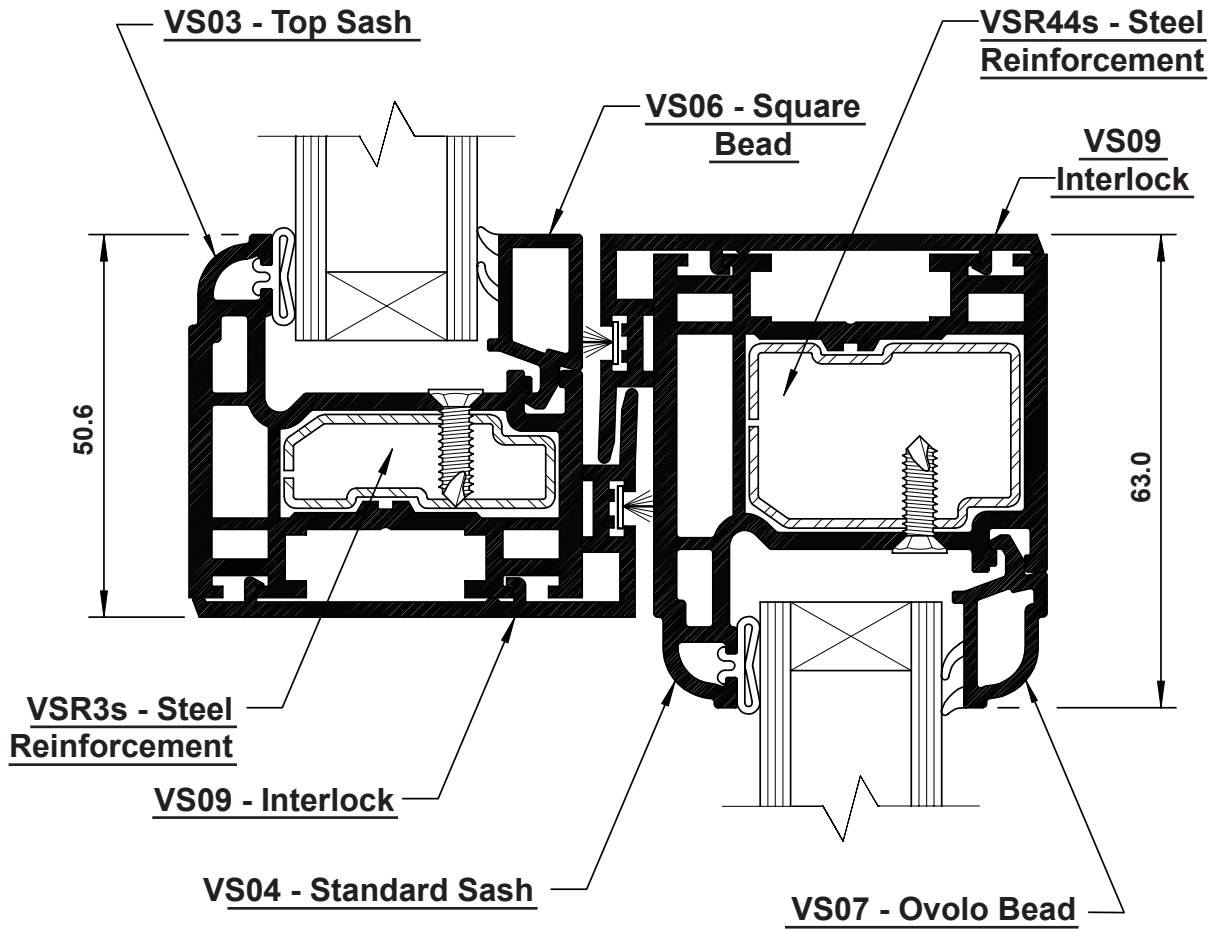 VS03 - Top Sash
VSR44s - Steel
Reinforcement
VS06 - Square
Bead
VS09
Interlock
50.6
63.0
VSR3s - Steel
Reinforcement
VS09 - Interlock
VS04 - Standard Sash
VS07 - Ovolo Bead